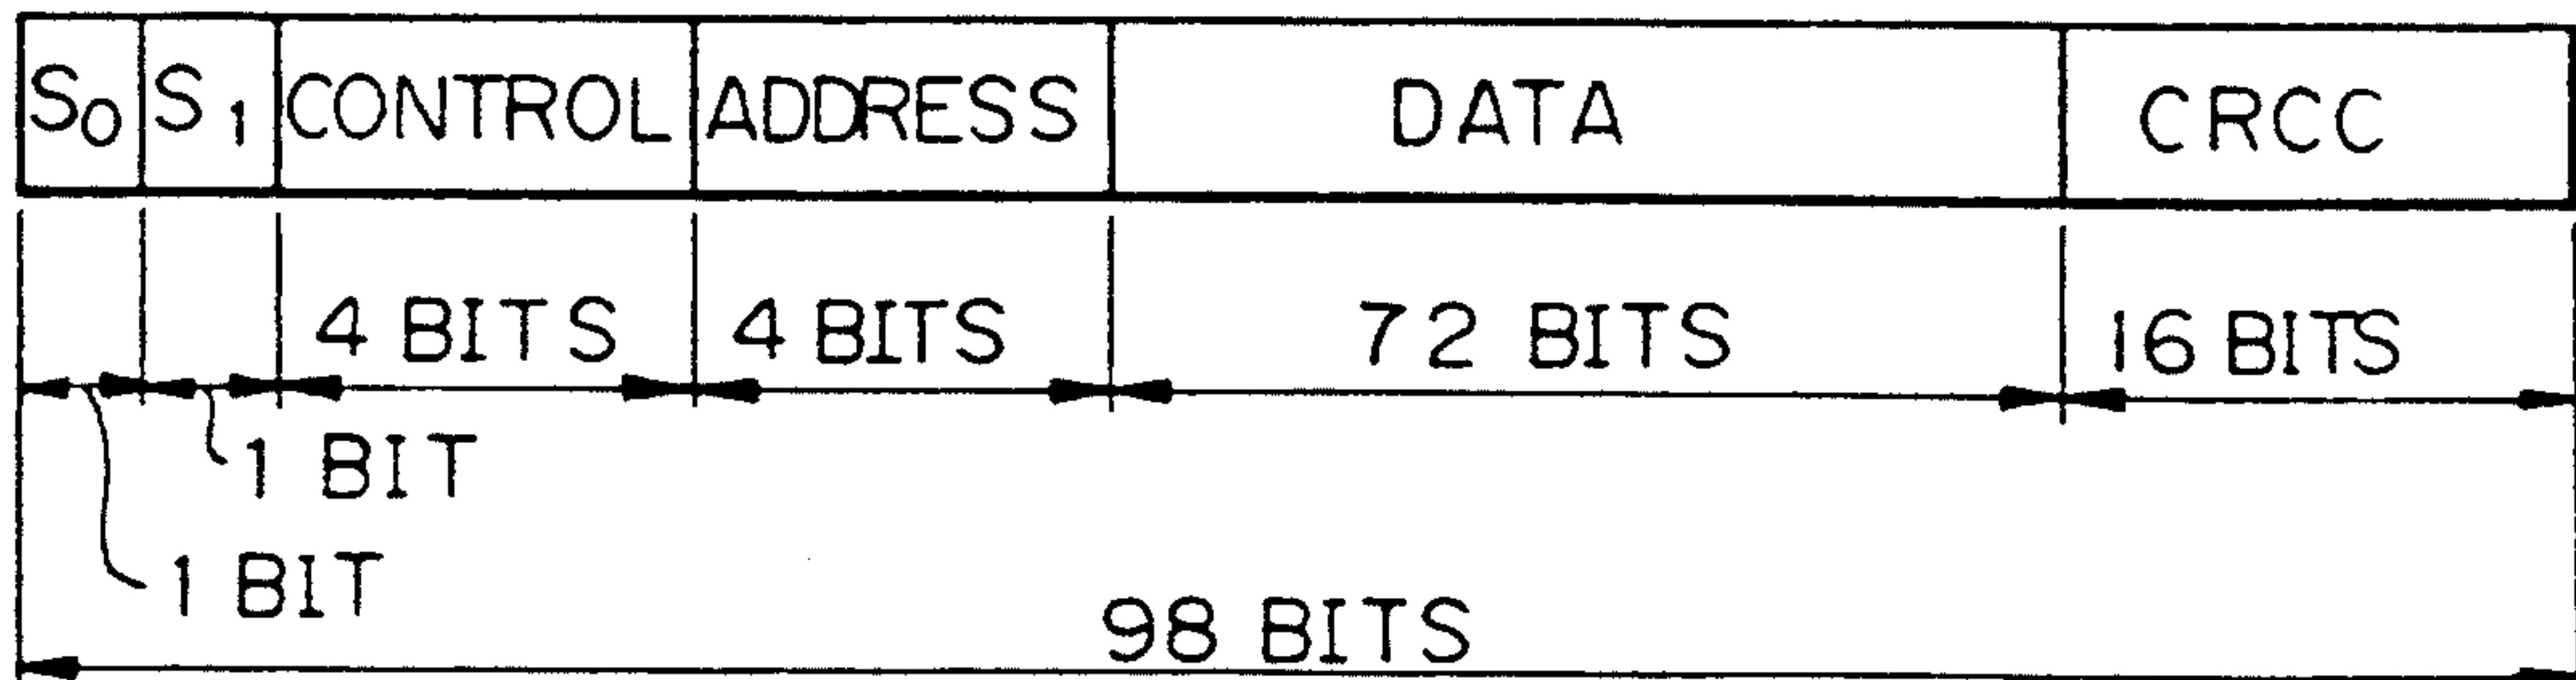 S0 S1 CONTROL ADDRESS DATA CRCC
4 BITS 4 BITS 72 BITS 16 BITS
1 BIT
1 BIT
98 BITS